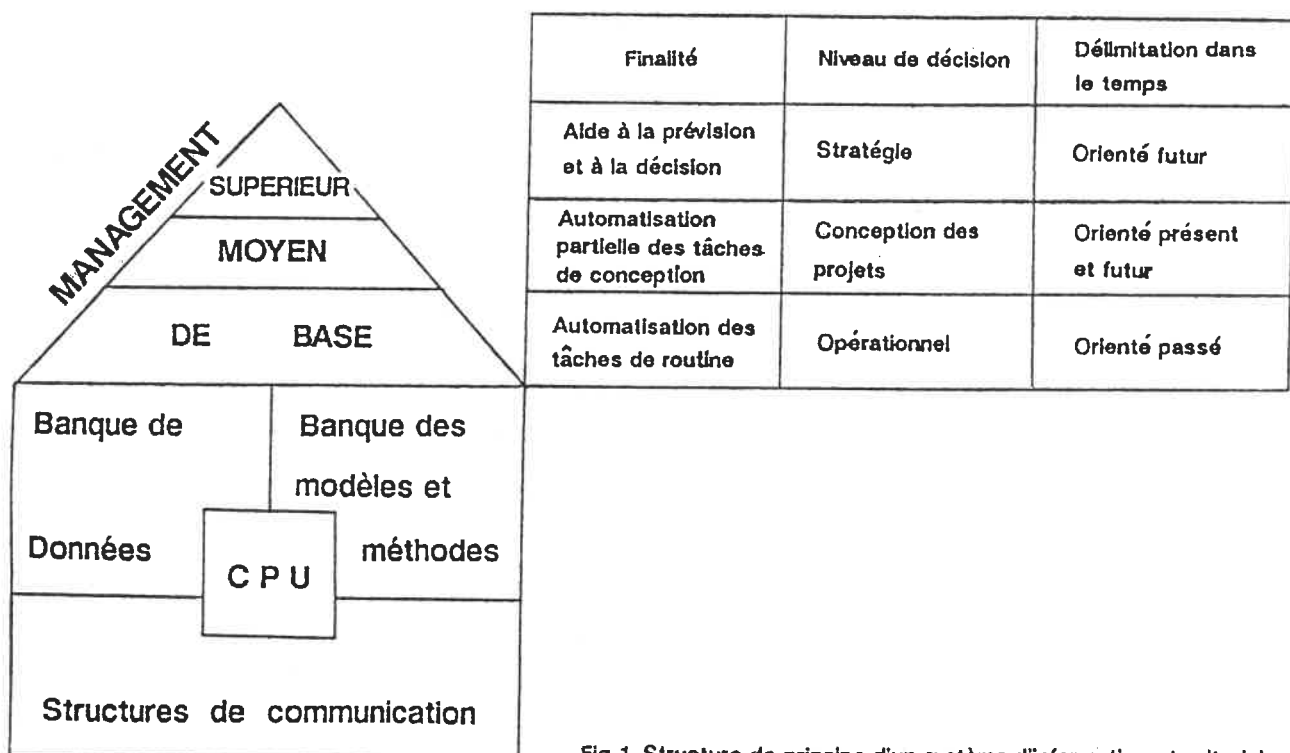 Finalité
Niveau de décision
Délimitation dans
le temps
Aide à la prévision
et à la décision
Stratégie
Orienté futur
Automatisation
partielle des tâches
de conception
Conception des
projets
Orienté présent
et futur
Automatisation des
tâches de routine
Opérationnel
Orienté passé
MANAGEMENT
SUPERIEUR
MOYEN
DE BASE
Banque de
Données
Banque des
modèles et
méthodes
C P U
Structures de communication
Fig 1 Structure de principe d'un système d'information